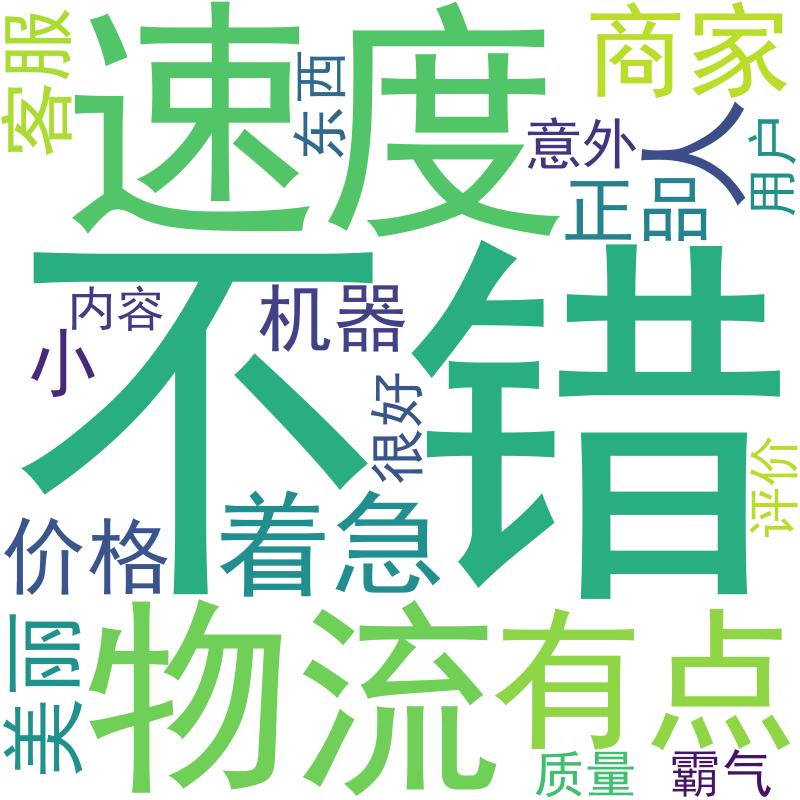 客服
速度
东西
商家
意外
人
用户
正品
不错
内容
机器
小
很好
评价
价格
着急
美丽
物流
有点
质量
霸气